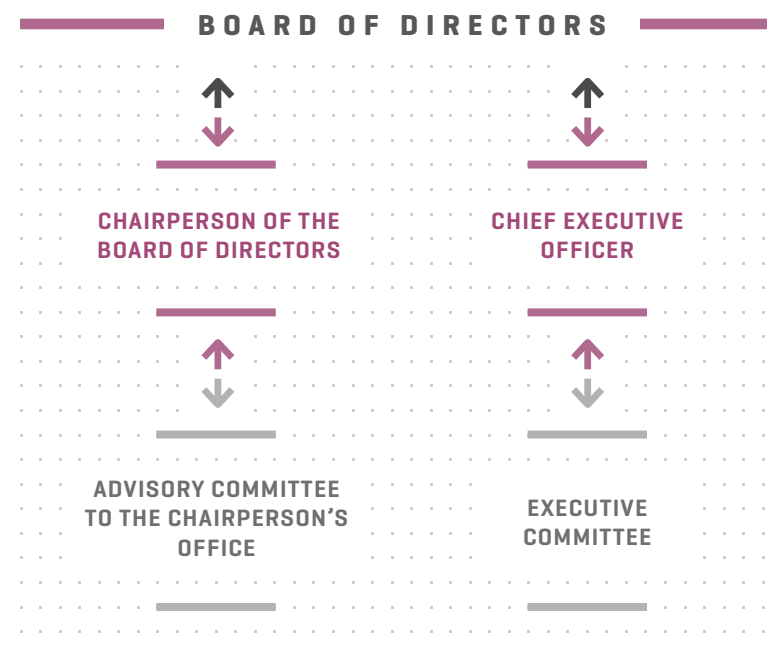 BOARD OF DIRECTORS
CHAIRPERSON OF THE
BOARD OF DIRECTORS
CHIEF EXECUTIVE
OFFICER
ADVISORY COMMITTEE
TO THE CHAIRPERSON'S
OFFICE
EXECUTIVE
COMMITTEE